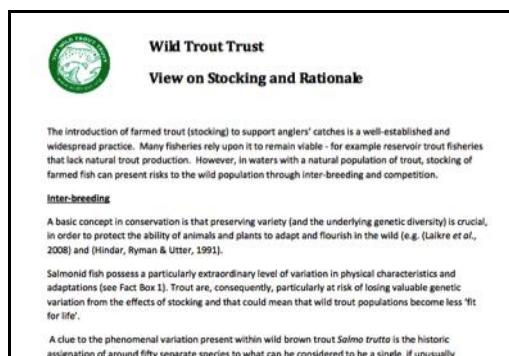 THE WILD TROUT TRUST
Wild Trout Trust
View on Stocking and Rationale
The introduction of farmed trout (stocking) to support anglers' catches is a well-established and
widespread practice. Many fisheries rely upon it to remain viable - for example reservoir trout fisheries
that lack natural trout production. However, in waters with a natural population of trout, stocking of
farmed fish can present risks to the wild population through inter-breeding and competition.
Inter-breeding
A basic concept in conservation is that preserving variety (and the underlying genetic diversity) is crucial,
in order to protect the ability of animals and plants to adapt and flourish in the wild (e.g. (Laikre et al.,
2008) and (Hindar, Ryman & Utter, 1991).
Salmonid fish possess a particularly extraordinary level of variation in physical characteristics and
adaptations (see Fact Box 1). Trout are, consequently, particularly at risk of losing valuable genetic
variation from the effects of stocking and that could mean that wild trout populations become less 'fit
for life'.
A clue to the phenomenal variation present within wild brown trout Salmo trutta is the historic
assignation of around fifty separate species to what can be considered to be a single, if unusually